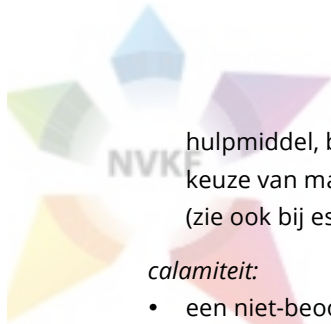 hulpmiddel, b
NVKF
keuze van ma
(zie ook bij es
calamiteit:
• een niet-beoo